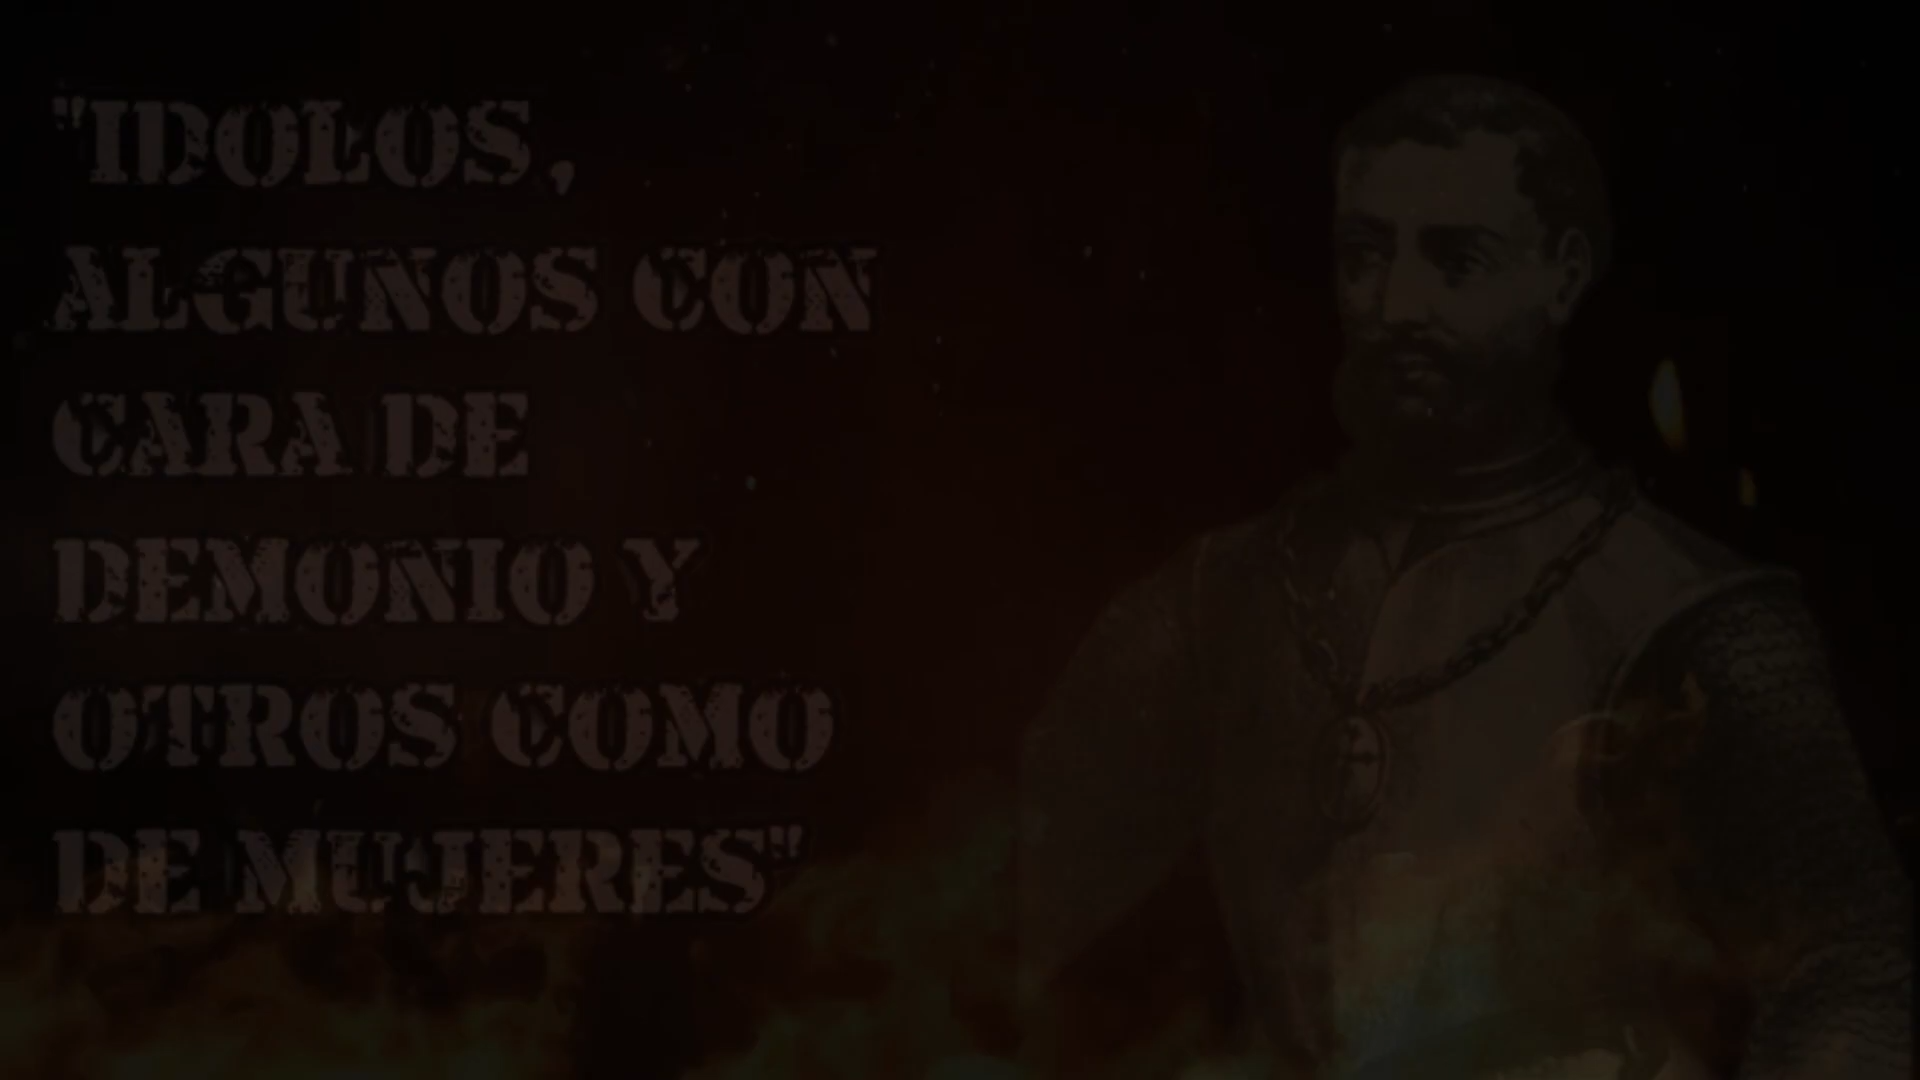 "IDOLOS,
ALGUNOS CON
CARA DE
DEMONIO Y
OTROS COMO
DE MUJERES"